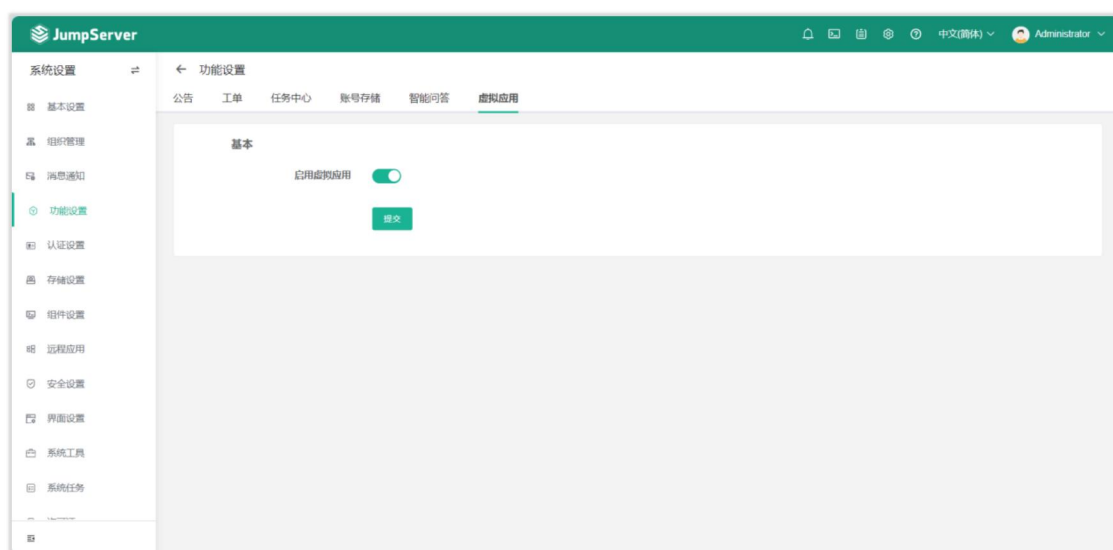 JumpServer
中文(简体)
Administrator
系统设置
功能设置
公告 工单 任务中心 账号存储 智能问答 虚拟应用
基本设置
组织管理
消息通知
功能设置
认证设置
存储设置
组件设置
远程应用
安全设置
界面设置
系统工具
系统任务
基本
启用虚拟应用
提交